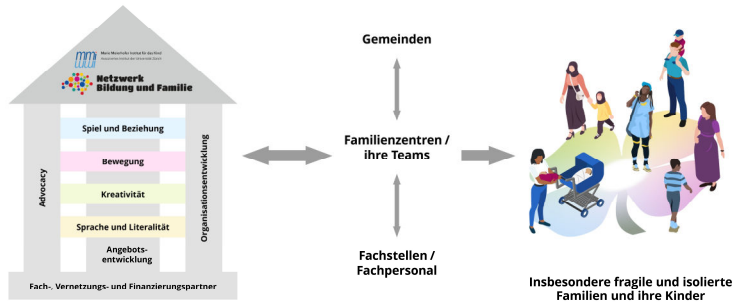 mmi
Marie Meierhofer Institut für das Kind
Netzwerk
Bildung und Familie
Advocacy
Spiel und Beziehung
Bewegung
Kreativität
Sprache und Literalität
Angebots-
entwicklung
Organisationsentwicklung
Fach-, Vernetzungs- und Finanzierungspartner
Gemeinden
Familienzentren /
ihre Teams
Fachstellen /
Fachpersonal
Insbesondere fragile und isolierte
Familien und ihre Kinder